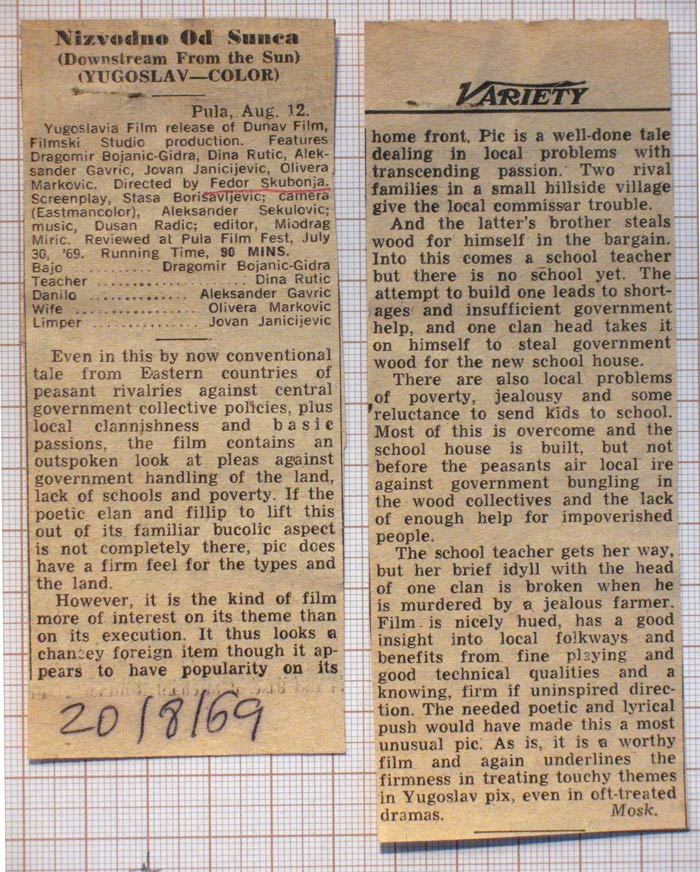 Nizvodno Od Sunca
(Downstream From the Sun)
(YUGOSLAV—COLOR)
Pula, Aug. 12.
Yugoslavia Film release of Dunav Film,
Filmski Studio production. Features
Dragomir Bojanic-Gidra, Dina Rutic, Alek-
sander Gavric, Jovan Janicijevic, Olivera
Markovic. Directed by Fedor Skubonja.
Screenplay, Stasa Borisavljevic; camera
(Eastmancolor), Aleksander Sekulovic;
music, Dusan Radic; editor, Miodrag
Miric. Reviewed at Pula Film Fest, July
30, '69. Running Time, 90 MINS.
Bajo .......... Dragomir Bojanic-Gidra
Teacher .................... Dina Rutic
Danilo ............... Aleksander Gavric
Wife ................ Olivera Markovic
Limper .............. Jovan Janicijevic
Even in this by now conventional
tale from Eastern countries of
peasant rivalries against central
government collective policies, plus
local clannjshness and basic
passions, the film contains an
outspoken look at pleas against
government handling of the land,
lack of schools and poverty. If the
poetic elan and fillip to lift this
out of its familiar bucolic aspect
is not completely there, pic does
have a firm feel for the types and
the land.
However, it is the kind of film
more of interest on its theme than
on its execution. It thus looks a
chancey foreign item though it ap-
pears to have popularity on its
20/8/69
VARIETY
home front. Pic is a well-done tale
dealing in local problems with
transcending passion. Two rival
families in a small hillside village
give the local commissar trouble.
And the latter's brother steals
wood for himself in the bargain.
Into this comes a school teacher
but there is no school yet. The
attempt to build one leads to short-
ages and insufficient government
help, and one clan head takes it
on himself to steal government
wood for the new school house.
There are also local problems
of poverty, jealousy and some
reluctance to send kids to school.
Most of this is overcome and the
school house is built, but not
before the peasants air local ire
against government bungling in
the wood collectives and the lack
of enough help for impoverished
people.
The school teacher gets her way,
but her brief idyll with the head
of one clan is broken when he
is murdered by a jealous farmer.
Film is nicely hued, has a good
insight into local folkways and
benefits from fine playing and
good technical qualities and a
knowing, firm if uninspired direc-
tion. The needed poetic and lyrical
push would have made this a most
unusual pic. As is, it is a worthy
film and again underlines the
firmness in treating touchy themes
in Yugoslav pix, even in oft-treated
dramas. Mosk.